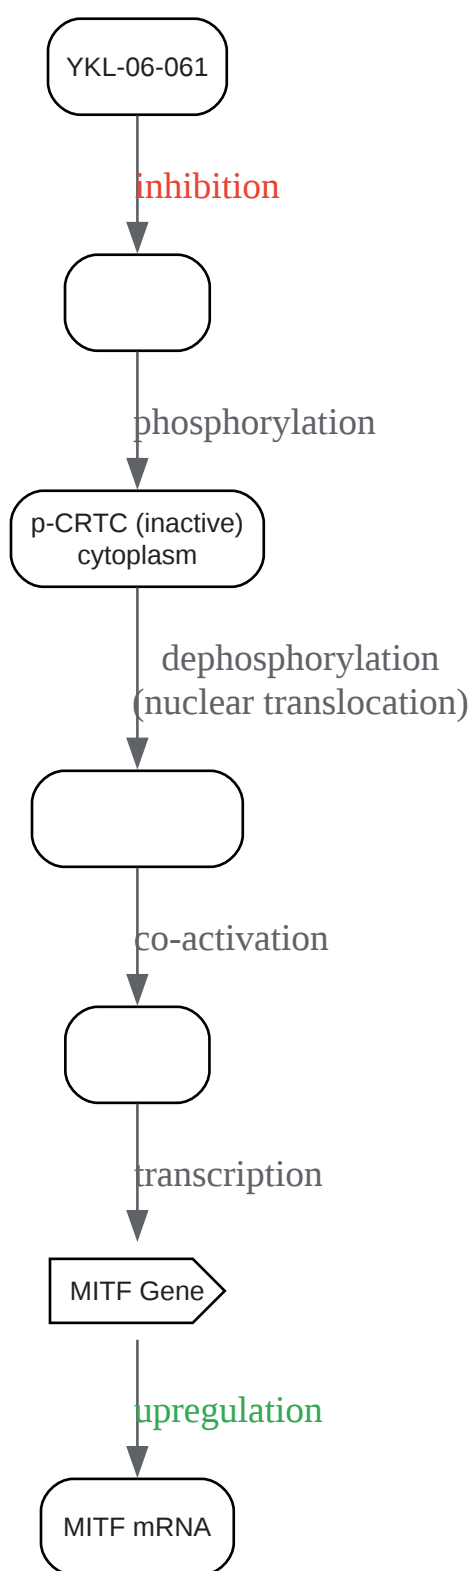 YKL-06-061
inhibition
phosphorylation
p-CRTC (inactive)
cytoplasm
dephosphorylation
(nuclear translocation)
co-activation
transcription
MITF Gene
upregulation
MITF mRNA